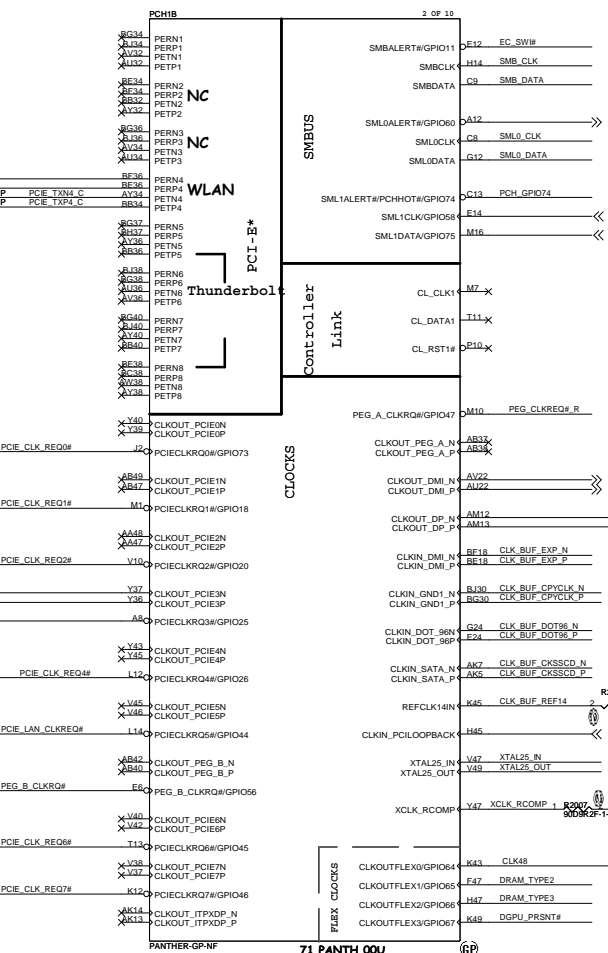 PCH1B
2 OF 10
BG34 PERN1
BJ34 PERP1
AV32 PETN1
AU32 PETP1
BE34 PERN2
BF34 PERP2
BB32 PETN2
AY32 PETP2
NC
BG36 PERN3
BJ36 PERP3
AV34 PETN3
AU34 PETP3
NC
BF36 PERN4
BE36 PERP4
P PCIE_TXN4_C AY34 PETN4
P PCIE_TXP4_C BB34 PETP4
WLAN
BG37 PERN5
BH37 PERP5
AY36 PETN5
BB36 PETP5
BJ38 PERN6
BG38 PERP6
AU36 PETN6
AV36 PETP6
Thunderbolt
BG40 PERN7
BJ40 PERP7
AY40 PETN7
BB40 PETP7
BE38 PERN8
BC38 PERP8
AW38 PETN8
AY38 PETP8
PCI-E*
Y40 CLKOUT_PCIE0N
Y39 CLKOUT_PCIE0P
PCIE_CLK_REQ0# J2 PCIECLKRQ0#/GPIO73
AB49 CLKOUT_PCIE1N
AB47 CLKOUT_PCIE1P
PCIE_CLK_REQ1# M1 PCIECLKRQ1#/GPIO18
AA48 CLKOUT_PCIE2N
AA47 CLKOUT_PCIE2P
PCIE_CLK_REQ2# V10 PCIECLKRQ2#/GPIO20
Y37 CLKOUT_PCIE3N
Y36 CLKOUT_PCIE3P
A8 PCIECLKRQ3#/GPIO25
Y43 CLKOUT_PCIE4N
Y45 CLKOUT_PCIE4P
PCIE_CLK_REQ4# L12 PCIECLKRQ4#/GPIO26
V45 CLKOUT_PCIE5N
V46 CLKOUT_PCIE5P
PCIE_LAN_CLKREQ# L14 PCIECLKRQ5#/GPIO44
AB42 CLKOUT_PEG_B_N
AB40 CLKOUT_PEG_B_P
PEG_B_CLKRQ# E6 PEG_B_CLKRQ#/GPIO56
V40 CLKOUT_PCIE6N
V42 CLKOUT_PCIE6P
PCIE_CLK_REQ6# T13 PCIECLKRQ6#/GPIO45
V38 CLKOUT_PCIE7N
V37 CLKOUT_PCIE7P
PCIE_CLK_REQ7# K12 PCIECLKRQ7#/GPIO46
AK14 CLKOUT_ITPXDP_N
AK13 CLKOUT_ITPXDP_P
SMBUS
SMBALERT#/GPIO11 E12 EC_SWI#
SMBCLK H14 SMB_CLK
SMBDATA C9 SMB_DATA
SML0ALERT#/GPIO60 A12
SML0CLK C8 SML0_CLK
SML0DATA G12 SML0_DATA
SML1ALERT#/PCHHOT#/GPIO74 C13 PCH_GPIO74
SML1CLK/GPIO58 E14
SML1DATA/GPIO75 M16
Controller
Link
CL_CLK1 M7
CL_DATA1 T11
CL_RST1# P10
CLOCKS
PEG_A_CLKRQ#/GPIO47 M10 PEG_CLKREQ#_R
CLKOUT_PEG_A_N AB37
CLKOUT_PEG_A_P AB38
CLKOUT_DMI_N AV22
CLKOUT_DMI_P AU22
CLKOUT_DP_N AM12
CLKOUT_DP_P AM13
CLKIN_DMI_N BF18 CLK_BUF_EXP_N
CLKIN_DMI_P BE18 CLK_BUF_EXP_P
CLKIN_GND1_N BJ30 CLK_BUF_CPYCLK_N
CLKIN_GND1_P BG30 CLK_BUF_CPYCLK_P
CLKIN_DOT_96N G24 CLK_BUF_DOT96_N
CLKIN_DOT_96P E24 CLK_BUF_DOT96_P
CLKIN_SATA_N AK7 CLK_BUF_CKSSCD_N
CLKIN_SATA_P AK5 CLK_BUF_CKSSCD_P
REFCLK14IN K45 CLK_BUF_REF14 2
CLKIN_PCILOOPBACK H45
XTAL25_IN V47 XTAL25_IN
XTAL25_OUT V49 XTAL25_OUT
XCLK_RCOMP Y47 XCLK_RCOMP 1 R2007
90D9R2F-1-
FLEX CLOCKS
CLKOUTFLEX0/GPIO64 K43 CLK48
CLKOUTFLEX1/GPIO65 F47 DRAM_TYPE2
CLKOUTFLEX2/GPIO66 H47 DRAM_TYPE3
CLKOUTFLEX3/GPIO67 K49 DGPU_PRSNT#
PANTHER-GP-NF
71.PANTH.00U
GP